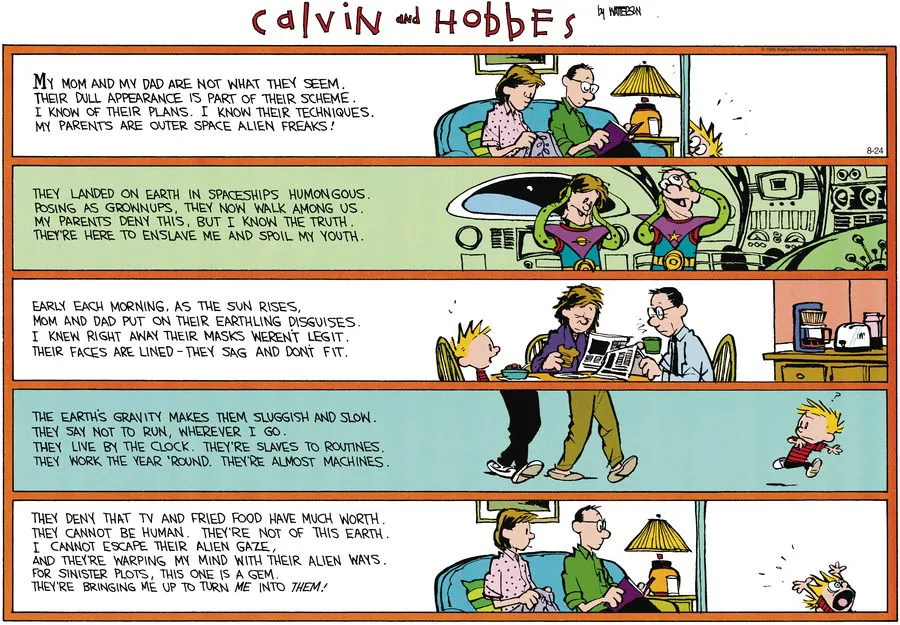 CALVIN and HOBBES by WATTERSON
© 1995 Watterson/Distributed by Andrews McMeel Syndication
MY MOM AND MY DAD ARE NOT WHAT THEY SEEM.
THEIR DULL APPEARANCE IS PART OF THEIR SCHEME.
I KNOW OF THEIR PLANS. I KNOW THEIR TECHNIQUES.
MY PARENTS ARE OUTER SPACE ALIEN FREAKS!
8-24
THEY LANDED ON EARTH IN SPACESHIPS HUMONGOUS.
POSING AS GROWNUPS, THEY NOW WALK AMONG US.
MY PARENTS DENY THIS, BUT I KNOW THE TRUTH.
THEY'RE HERE TO ENSLAVE ME AND SPOIL MY YOUTH.
EARLY EACH MORNING, AS THE SUN RISES,
MOM AND DAD PUT ON THEIR EARTHLING DISGUISES.
I KNEW RIGHT AWAY THEIR MASKS WEREN'T LEGIT.
THEIR FACES ARE LINED - THEY SAG AND DON'T FIT.
THE EARTH'S GRAVITY MAKES THEM SLUGGISH AND SLOW.
THEY SAY NOT TO RUN, WHEREVER I GO.
THEY LIVE BY THE CLOCK. THEY'RE SLAVES TO ROUTINES.
THEY WORK THE YEAR 'ROUND. THEY'RE ALMOST MACHINES.
?
THEY DENY THAT TV AND FRIED FOOD HAVE MUCH WORTH.
THEY CANNOT BE HUMAN. THEY'RE NOT OF THIS EARTH.
I CANNOT ESCAPE THEIR ALIEN GAZE,
AND THEY'RE WARPING MY MIND WITH THEIR ALIEN WAYS.
FOR SINISTER PLOTS, THIS ONE IS A GEM.
THEY'RE BRINGING ME UP TO TURN ME INTO THEM!